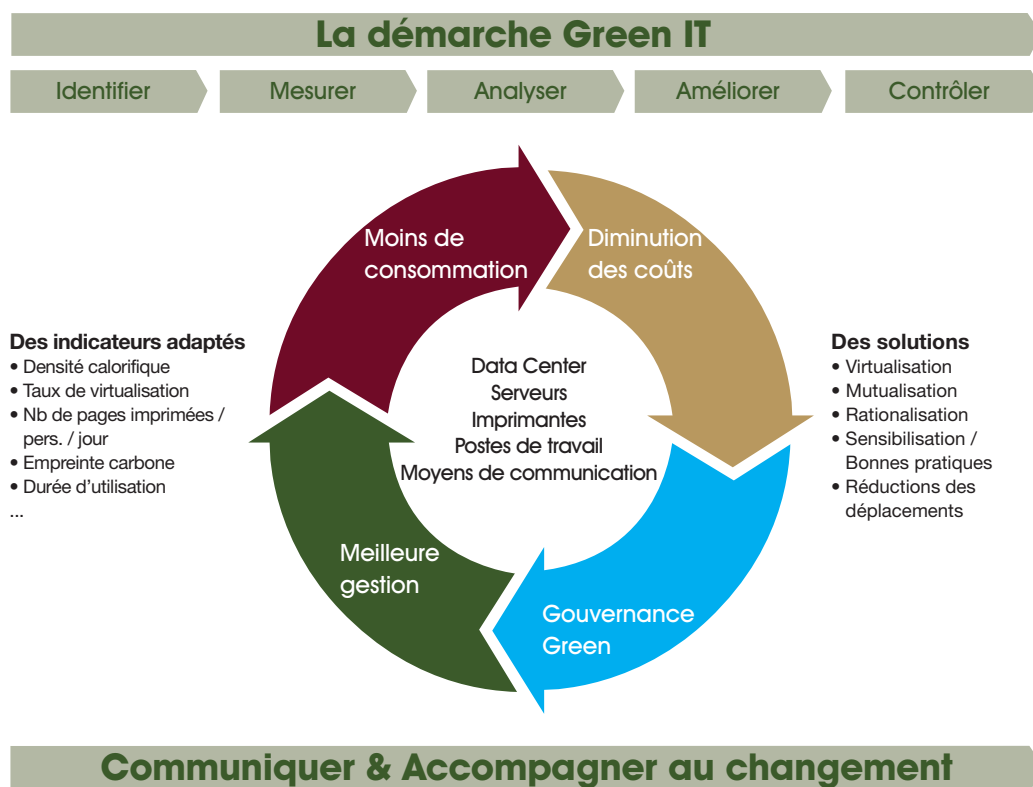 La démarche Green IT
Identifier
Mesurer
Analyser
Améliorer
Contrôler
Moins de
consommation
Diminution
des coûts
Des indicateurs adaptés
• Densité calorifique
• Taux de virtualisation
• Nb de pages imprimées /
pers. / jour
• Empreinte carbone
• Durée d'utilisation
...
Data Center
Serveurs
Imprimantes
Postes de travail
Moyens de communication
Des solutions
• Virtualisation
• Mutualisation
• Rationalisation
• Sensibilisation /
Bonnes pratiques
• Réductions des
déplacements
Meilleure
gestion
Gouvernance
Green
Communiquer & Accompagner au changement